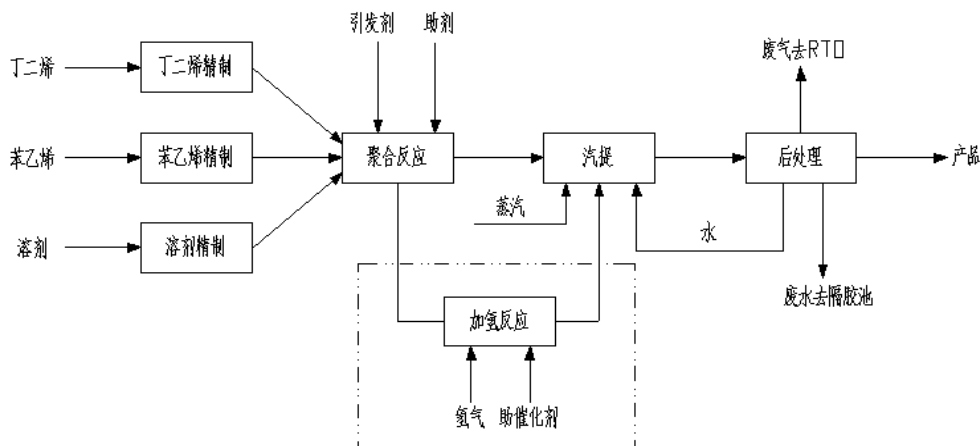 引发剂
助剂
废气去RTO
丁二烯
丁二烯精制
苯乙烯
苯乙烯精制
聚合反应
汽提
后处理
产品
蒸汽
水
溶剂
溶剂精制
废水去隔胶池
加氢反应
氢气
助催化剂